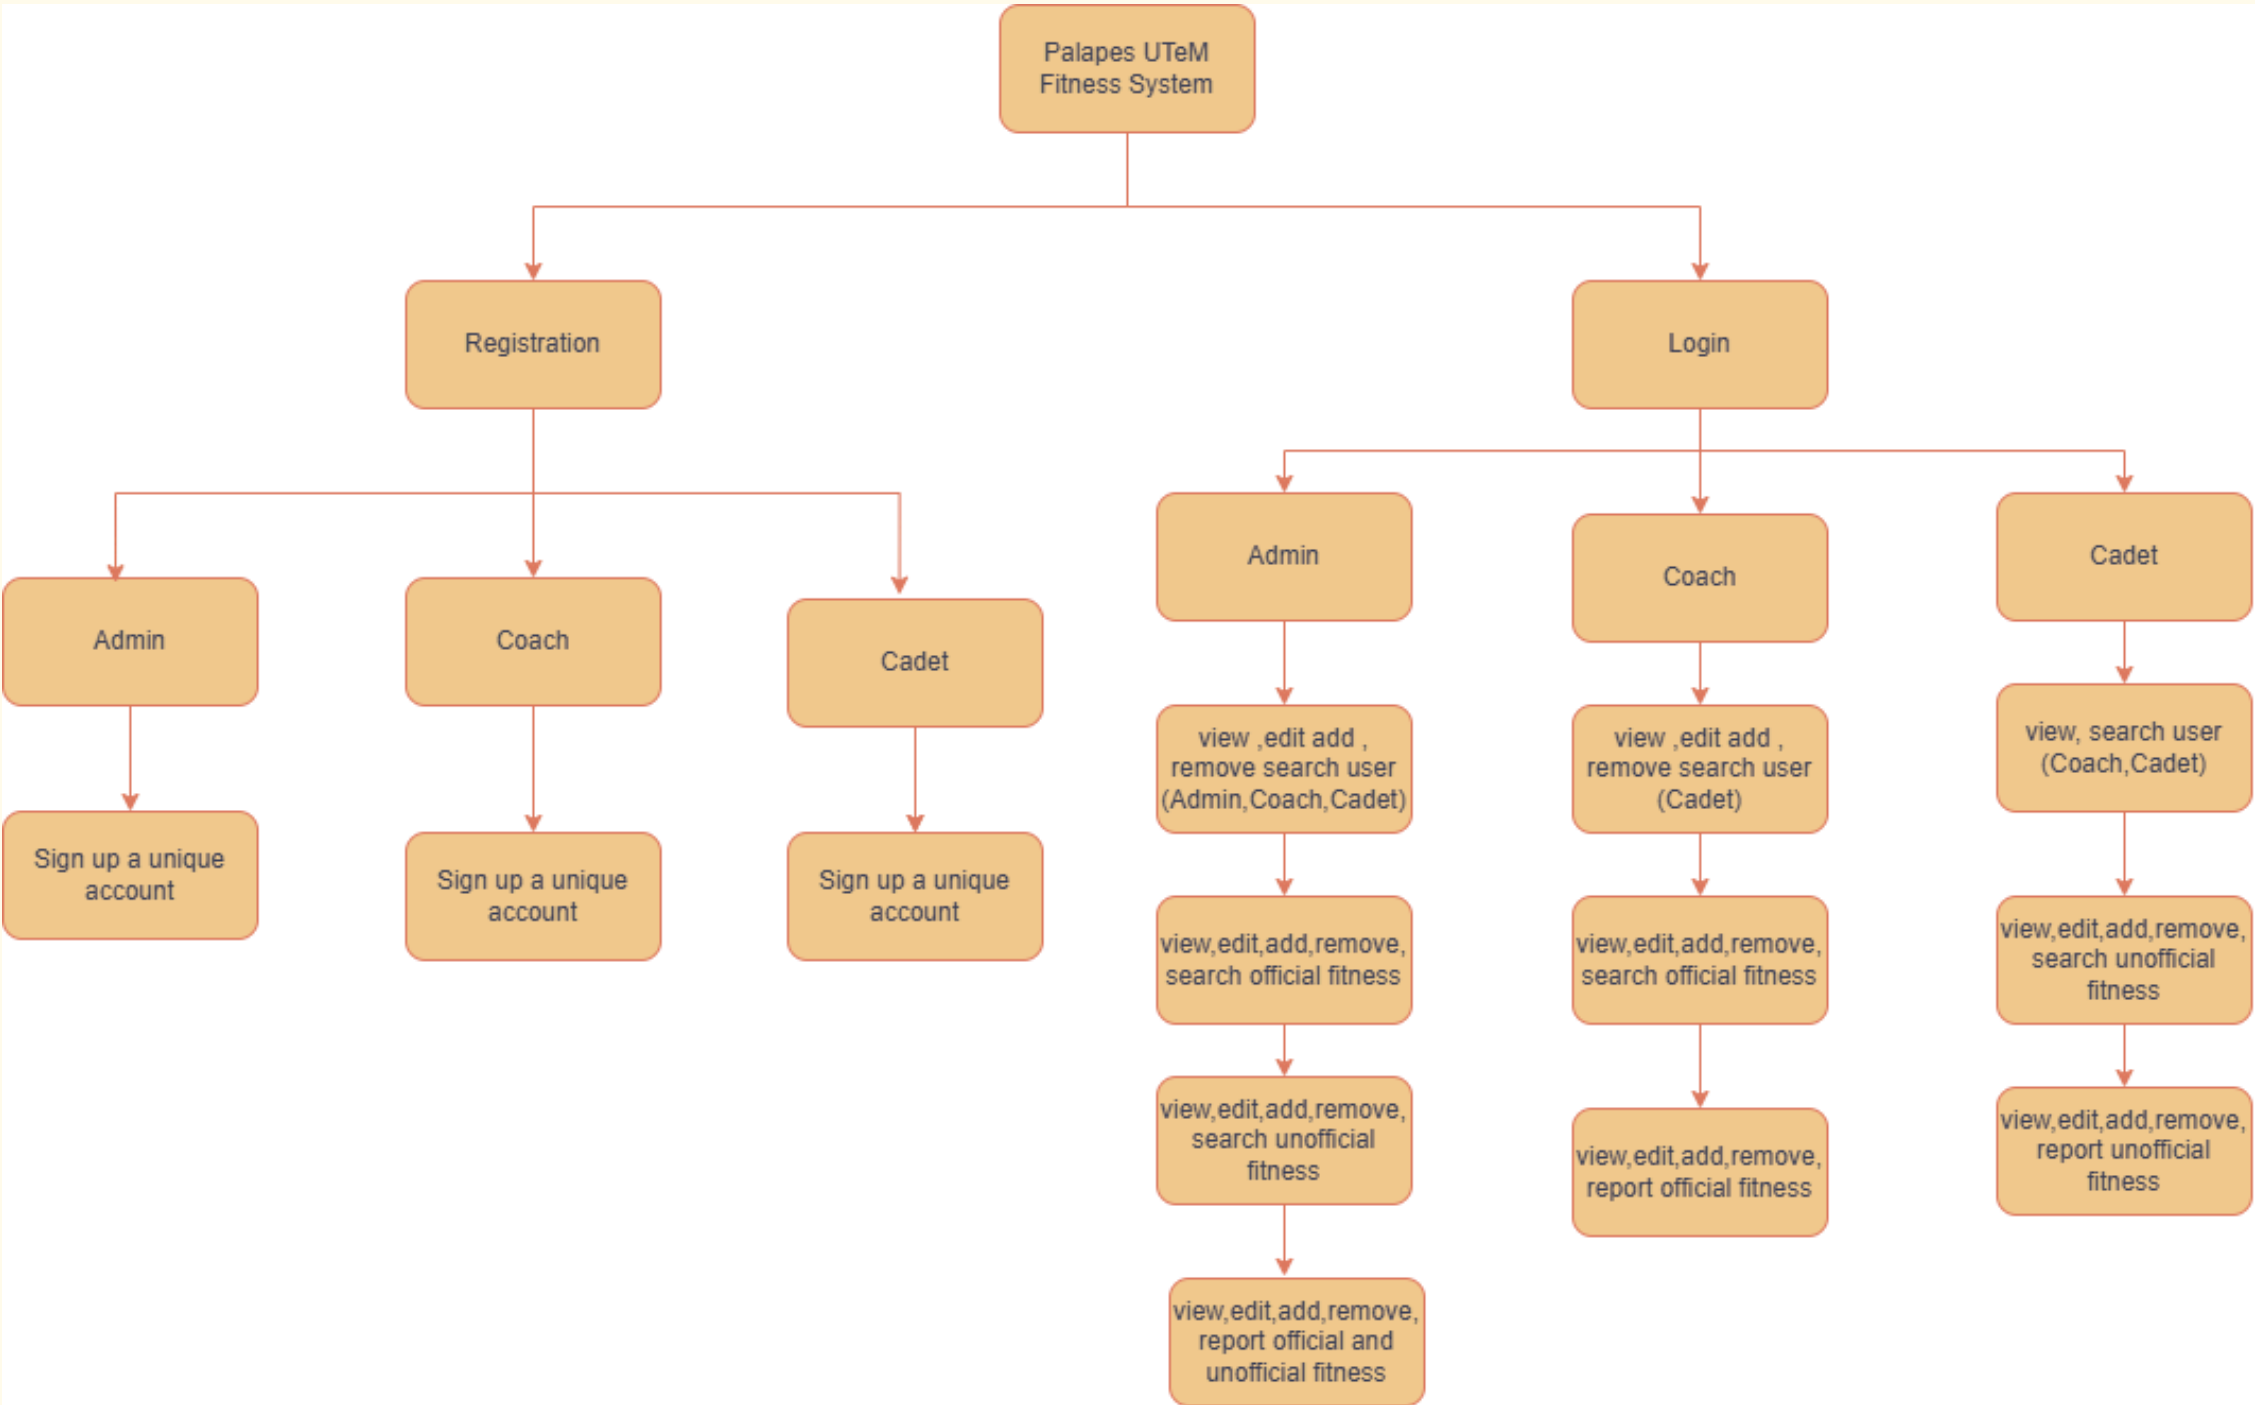 Palapes UTeM
Fitness System
Registration
Login
Admin
Coach
Cadet
Admin
Coach
Cadet
Sign up a unique
account
Sign up a unique
account
Sign up a unique
account
view ,edit add ,
remove search user
(Admin,Coach,Cadet)
view,edit,add,remove,
search official fitness
view,edit,add,remove,
search unofficial
fitness
view,edit,add,remove,
report official and
unofficial fitness
view ,edit add ,
remove search user
(Cadet)
view,edit,add,remove,
search official fitness
view,edit,add,remove,
report official fitness
view, search user
(Coach,Cadet)
view,edit,add,remove,
search unofficial
fitness
view,edit,add,remove,
report unofficial
fitness